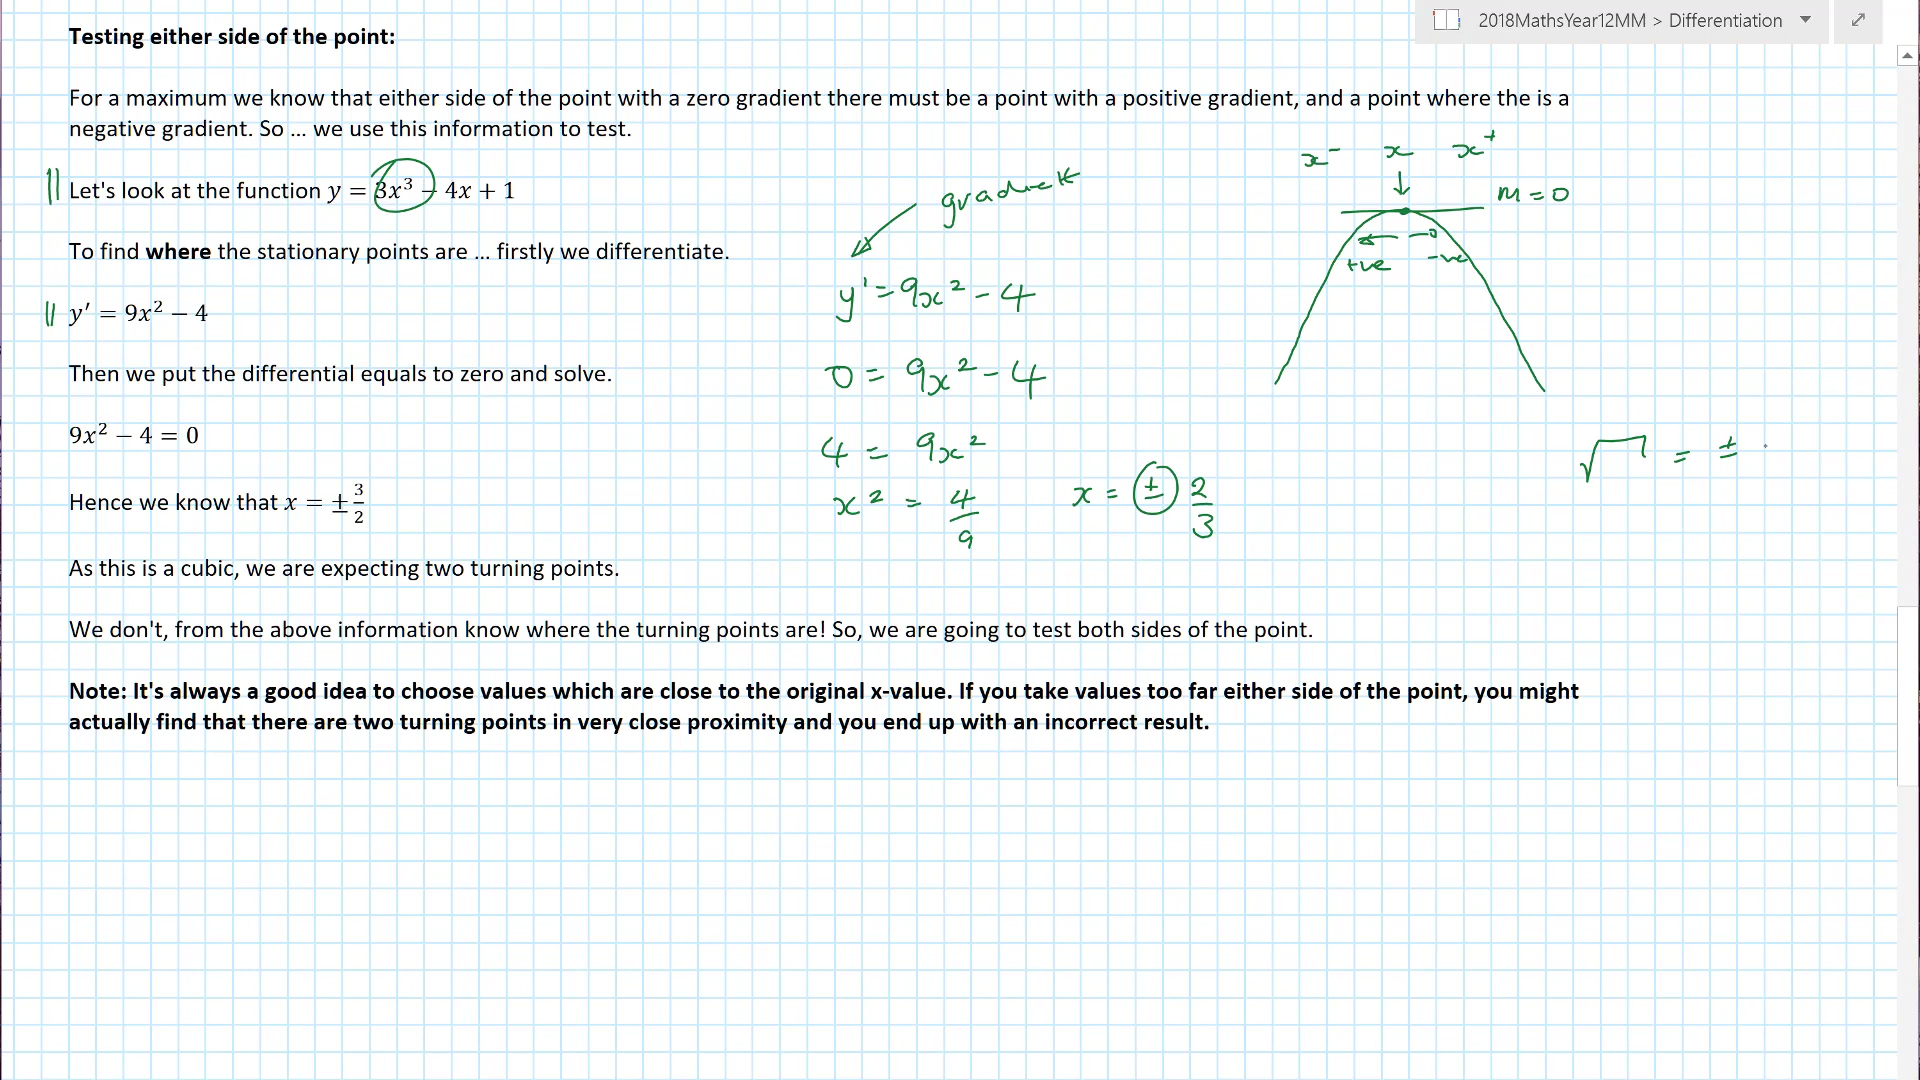 2018MathsYear12MM > Differentiation
Testing either side of the point:
For a maximum we know that either side of the point with a zero gradient there must be a point with a positive gradient, and a point where the is a
negative gradient. So ... we use this information to test.
x⁻ x x⁺
Let's look at the function y = 3x³ − 4x + 1
gradient
m = 0
+ve -ve
To find where the stationary points are ... firstly we differentiate.
y' = 9x² − 4
y' = 9x² − 4
Then we put the differential equals to zero and solve.
0 = 9x² − 4
9x² − 4 = 0
4 = 9x²
√ = ±
Hence we know that x = ± 3/2
x² = 4/9
x = ± 2/3
As this is a cubic, we are expecting two turning points.
We don't, from the above information know where the turning points are! So, we are going to test both sides of the point.
Note: It's always a good idea to choose values which are close to the original x-value. If you take values too far either side of the point, you might
actually find that there are two turning points in very close proximity and you end up with an incorrect result.